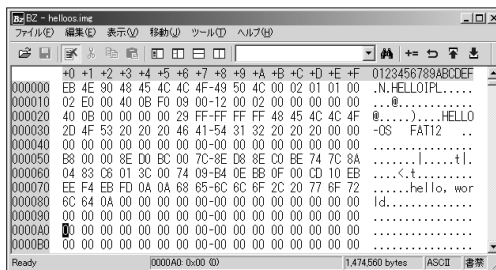 BZ - helloos.img
ファイル(F) 編集(E) 表示(V) 移動(J) ツール(T) ヘルプ(H)
+0 +1 +2 +3 +4 +5 +6 +7 +8 +9 +A +B +C +D +E +F 0123456789ABCDEF
000000 EB 4E 90 48 45 4C 4C 4F-49 50 4C 00 02 01 01 00 .N.HELLOIPL.....
000010 02 E0 00 40 0B F0 09 00-12 00 02 00 00 00 00 00 ...@............
000020 40 0B 00 00 00 00 29 FF-FF FF FF 48 45 4C 4C 4F @.....)....HELLO
000030 2D 4F 53 20 20 20 46 41-54 31 32 20 20 20 00 00 -OS   FAT12   ..
000040 00 00 00 00 00 00 00 00-00 00 00 00 00 00 00 00 ................
000050 B8 00 00 8E D0 BC 00 7C-8E D8 8E C0 BE 74 7C 8A .......|.....t|.
000060 04 83 C6 01 3C 00 74 09-B4 0E BB 0F 00 CD 10 EB ....<.t.........
000070 EE F4 EB FD 0A 0A 68 65-6C 6C 6F 2C 20 77 6F 72 ......hello, wor
000080 6C 64 0A 00 00 00 00 00-00 00 00 00 00 00 00 00 ld..............
000090 00 00 00 00 00 00 00 00-00 00 00 00 00 00 00 00 ................
0000A0 00 00 00 00 00 00 00 00-00 00 00 00 00 00 00 00 ................
0000B0 00 00 00 00 00 00 00 00-00 00 00 00 00 00 00 00 ................
Ready 0000A0: 0x00 (0) 1,474,560 bytes ASCII 書禁